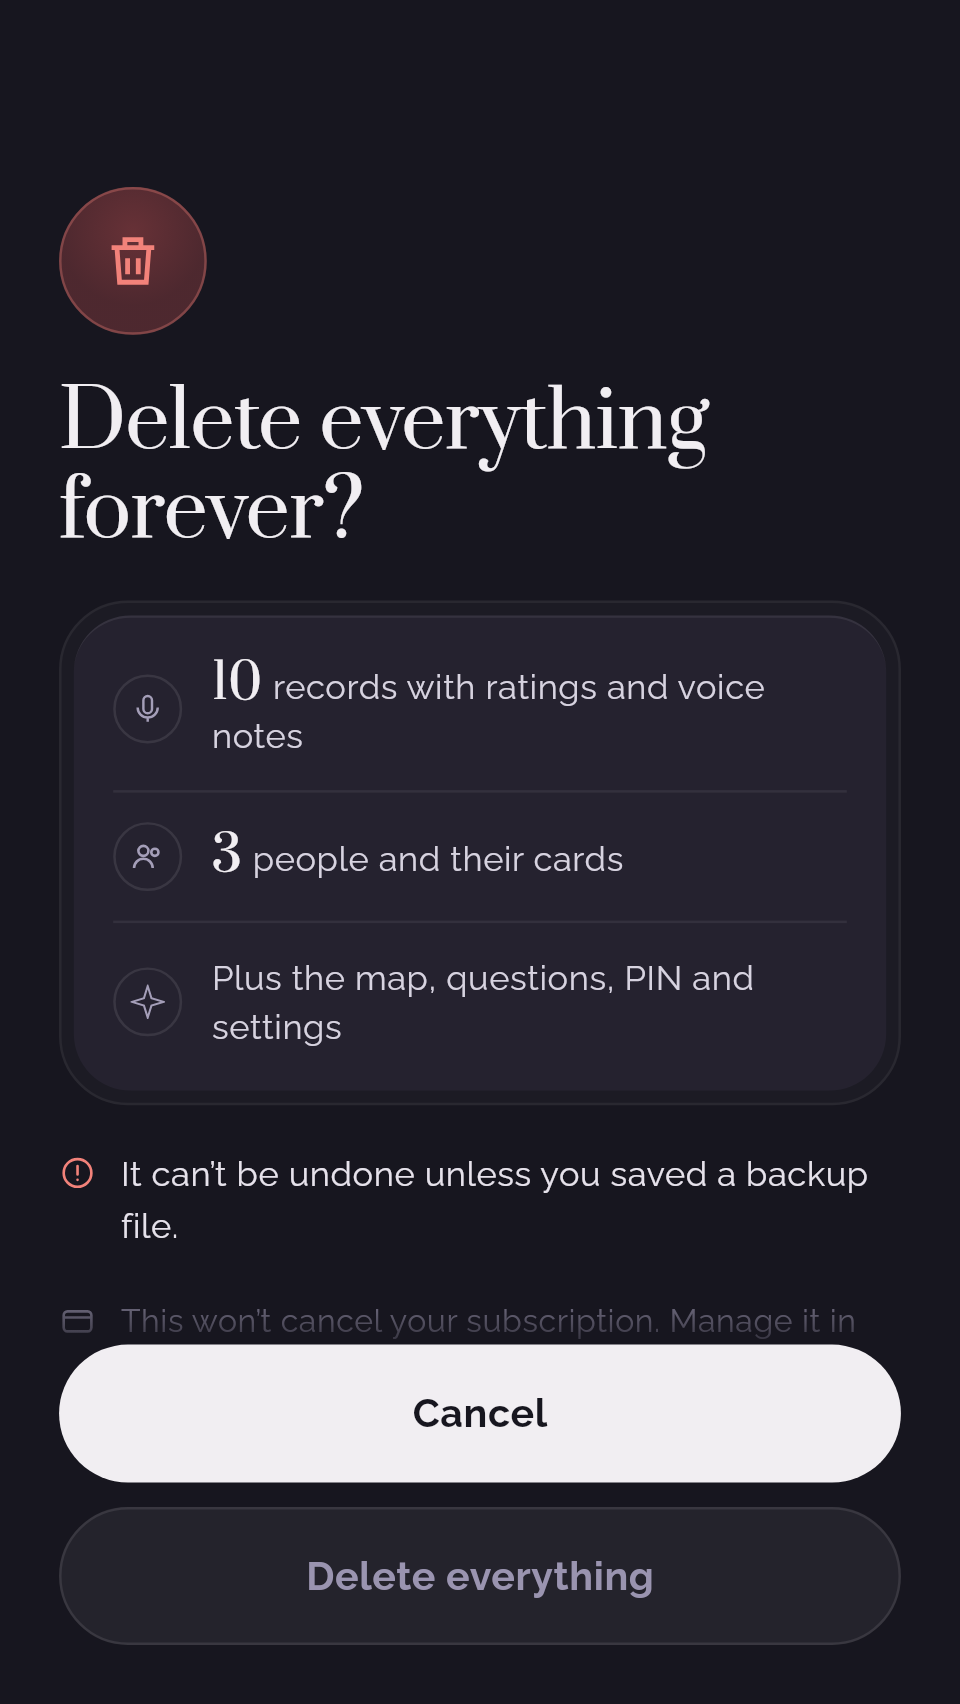 Delete everything
forever?
10 records with ratings and voice
notes
3 people and their cards
Plus the map, questions, PIN and
settings
It can’t be undone unless you saved a backup
file.
This won’t cancel your subscription. Manage it in
Cancel
Delete everything